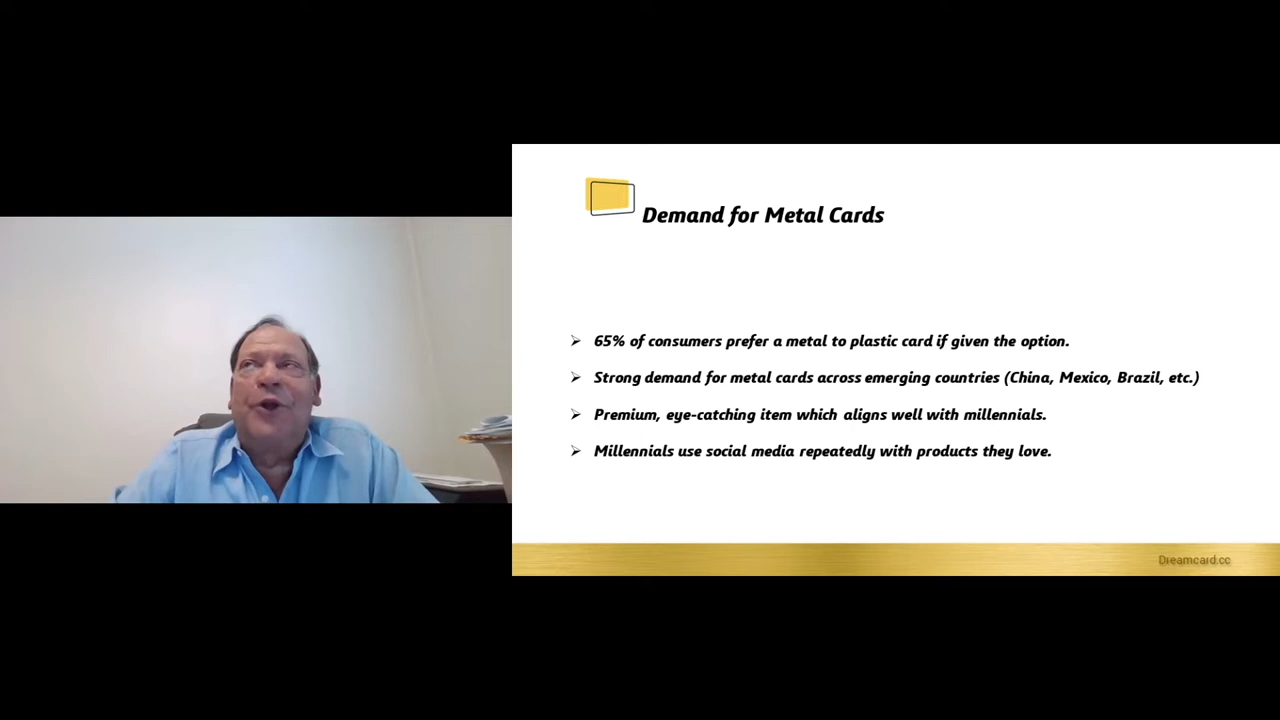 Demand for Metal Cards
65% of consumers prefer a metal to plastic card if given the option.
Strong demand for metal cards across emerging countries (China, Mexico, Brazil, etc.)
Premium, eye-catching item which aligns well with millennials.
Millennials use social media repeatedly with products they love.
Dreamcard.cc